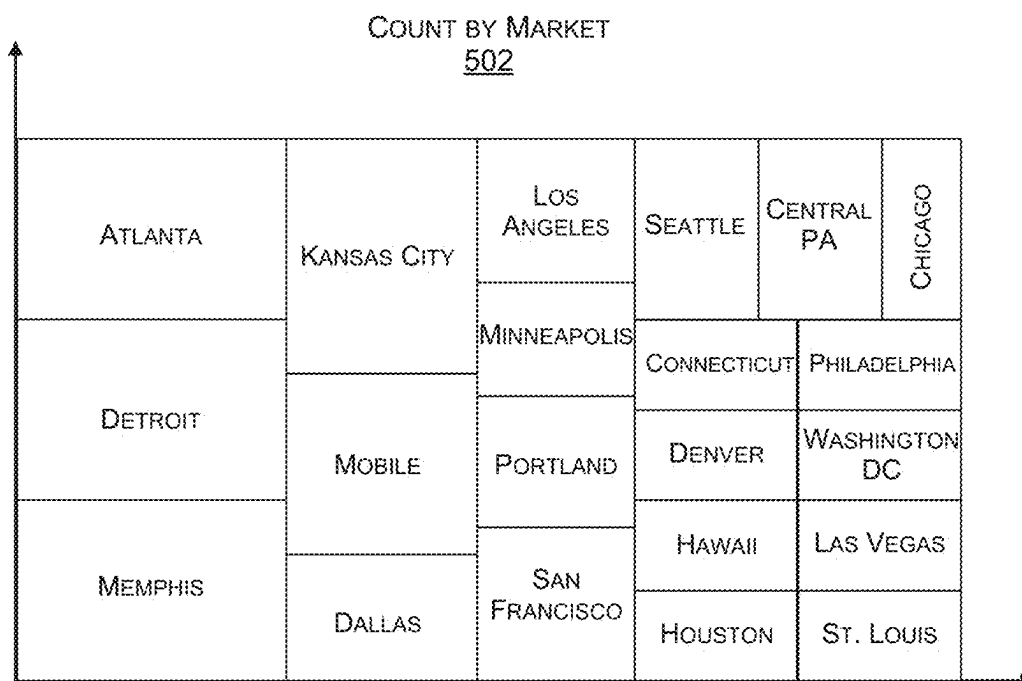 COUNT BY MARKET
502
ATLANTA
DETROIT
MEMPHIS
KANSAS CITY
MOBILE
DALLAS
LOS
ANGELES
MINNEAPOLIS
PORTLAND
SAN
FRANCISCO
SEATTLE
CENTRAL
PA
CHICAGO
CONNECTICUT
PHILADELPHIA
DENVER
WASHINGTON
DC
HAWAII
LAS VEGAS
HOUSTON
ST. LOUIS